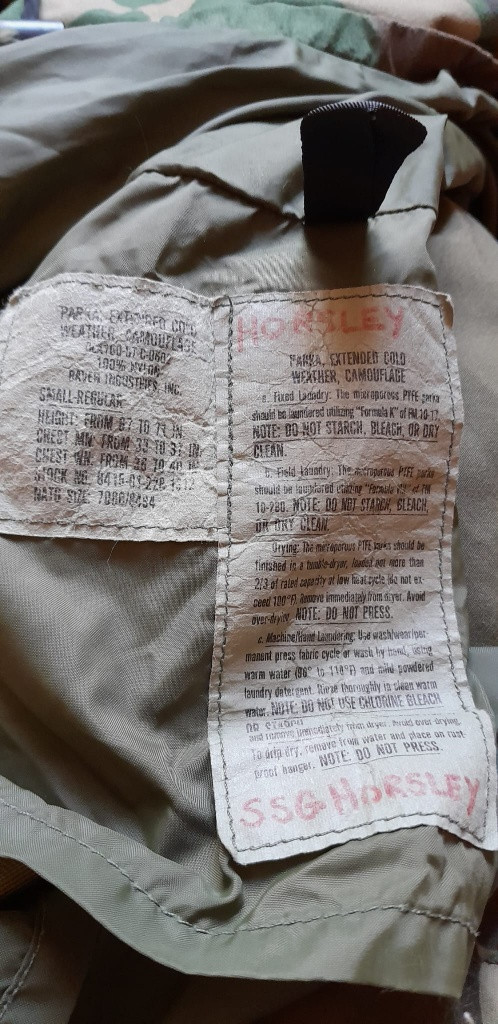 PARKA, EXTENDED COLD
WEATHER, CAMOUFLAGE
100% NYLON
RAVEN INDUSTRIES, INC.
SMALL-REGULAR
HEIGHT: FROM 67 TO 71 IN
CHEST MN. FROM 33 TO 37 IN
CHEST WN. FROM 36 TO 40 IN
STOCK NO. 8415-01-228-1312
NATO SIZE: 7080/8494
HORSLEY
PARKA, EXTENDED COLD
WEATHER, CAMOUFLAGE
a. Fixed Laundry: The microporous PTFE parka
should be laundered utilizing "Formula K" of FM 10-17.
NOTE: DO NOT STARCH, BLEACH, OR DRY
CLEAN.
b. Field Laundry: The microporous PTFE parka
should be laundered utilizing "Formula of FM
10-280. NOTE: DO NOT STARCH, BLEACH,
OR DRY CLEAN.
Drying: The microporous PTFE parka should be
finished in a tumble-dryer, loaded not more than
2/3 of rated capacity at low heat cycle (do not ex-
ceed 100°F). Remove immediately from dryer. Avoid
over-drying. NOTE: DO NOT PRESS.
c. Machine/Hand Laundering: Use wash/wear/per-
manent press fabric cycle or wash by hand, using
warm water (90° to 110°F) and mild powdered
laundry detergent. Rinse thoroughly in clean warm
water. NOTE: DO NOT USE CHLORINE BLEACH
OR STARCH
and remove immediately from dryer. Avoid over-drying.
To drip dry, remove from water and place on rust-
proof hanger. NOTE: DO NOT PRESS.
SSG HORSLEY